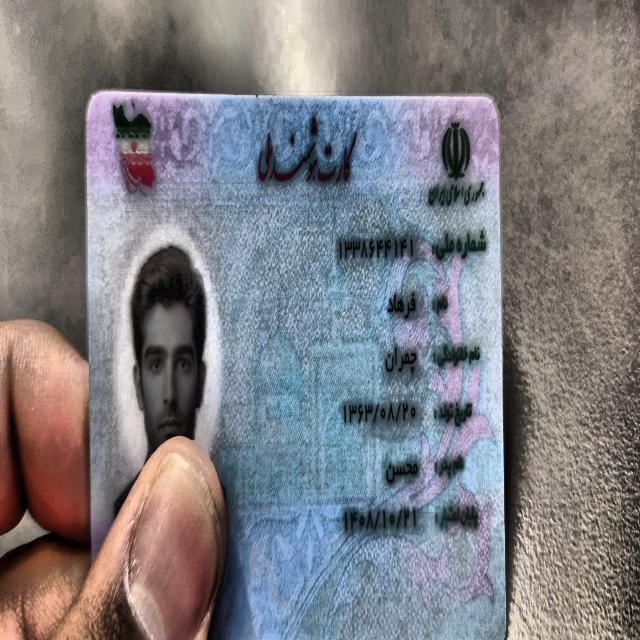 کارت هوشمند ملی
جمهوری اسلامی ایران
شماره ملی: ۱۳۳۸۶۴۴۱۴۱
نام: فرهاد
نام خانوادگی: چمران
تاریخ تولد: ۱۳۶۳/۰۸/۲۰
نام پدر: محسن
پایان اعتبار: ۱۴۰۸/۱۰/۲۱